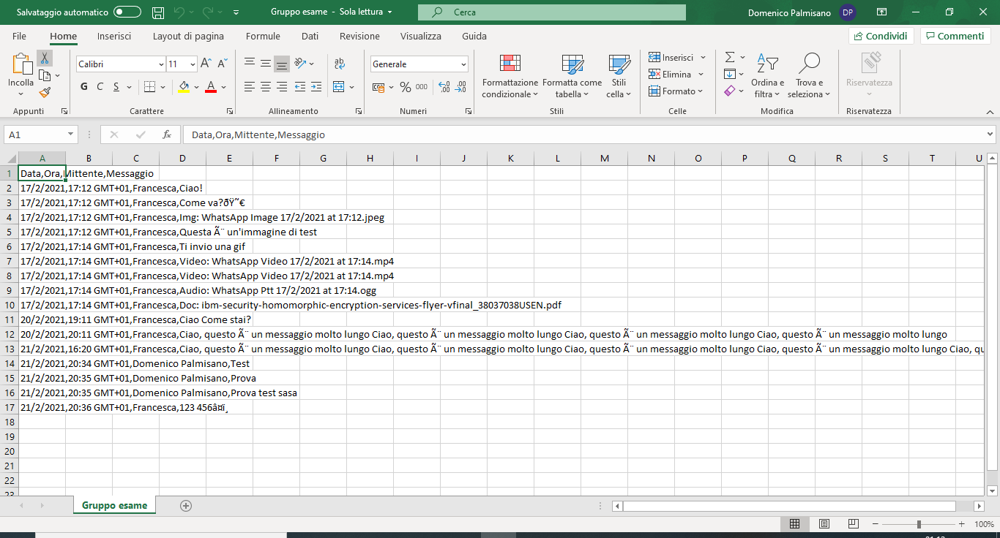 Salvataggio automatico
Gruppo esame - Sola lettura
Cerca
Domenico Palmisano
DP
File Home Inserisci Layout di pagina Formule Dati Revisione Visualizza Guida
Condividi Commenti
Incolla
Appunti
Calibri 11
G C S
Carattere
ab
Allineamento
Generale
% 000
Numeri
Formattazione condizionale
Formatta come tabella
Stili cella
Stili
Inserisci
Elimina
Formato
Celle
Ordina e filtra
Trova e seleziona
Modifica
Riservatezza
Riservatezza
A1
fx
Data,Ora,Mittente,Messaggio
A B C D E F G H I J K L M N O P Q R S T U
1 Data,Ora,Mittente,Messaggio
2 17/2/2021,17:12 GMT+01,Francesca,Ciao!
3 17/2/2021,17:12 GMT+01,Francesca,Come va?ðŸ˜€
4 17/2/2021,17:12 GMT+01,Francesca,Img: WhatsApp Image 17/2/2021 at 17:12.jpeg
5 17/2/2021,17:12 GMT+01,Francesca,Questa Ã¨ un'immagine di test
6 17/2/2021,17:14 GMT+01,Francesca,Ti invio una gif
7 17/2/2021,17:14 GMT+01,Francesca,Video: WhatsApp Video 17/2/2021 at 17:14.mp4
8 17/2/2021,17:14 GMT+01,Francesca,Video: WhatsApp Video 17/2/2021 at 17:14.mp4
9 17/2/2021,17:14 GMT+01,Francesca,Audio: WhatsApp Ptt 17/2/2021 at 17:14.ogg
10 17/2/2021,17:14 GMT+01,Francesca,Doc: ibm-security-homomorphic-encryption-services-flyer-vfinal_38037038USEN.pdf
11 20/2/2021,19:11 GMT+01,Francesca,Ciao Come stai?
12 20/2/2021,20:11 GMT+01,Francesca,Ciao, questo Ã¨ un messaggio molto lungo Ciao, questo Ã¨ un messaggio molto lungo Ciao, questo Ã¨ un messaggio molto lungo Ciao, questo Ã¨ un messaggio molto lungo
13 21/2/2021,16:20 GMT+01,Francesca,Ciao, questo Ã¨ un messaggio molto lungo Ciao, questo Ã¨ un messaggio molto lungo Ciao, questo Ã¨ un messaggio molto lungo Ciao, questo Ã¨ un messaggio molto lungo Ciao, qu
14 21/2/2021,20:34 GMT+01,Domenico Palmisano,Test
15 21/2/2021,20:35 GMT+01,Domenico Palmisano,Prova
16 21/2/2021,20:35 GMT+01,Domenico Palmisano,Prova test sasa
17 21/2/2021,20:36 GMT+01,Francesca,123 456â¤ï¸
18
19
20
21
22
23
Gruppo esame
100%